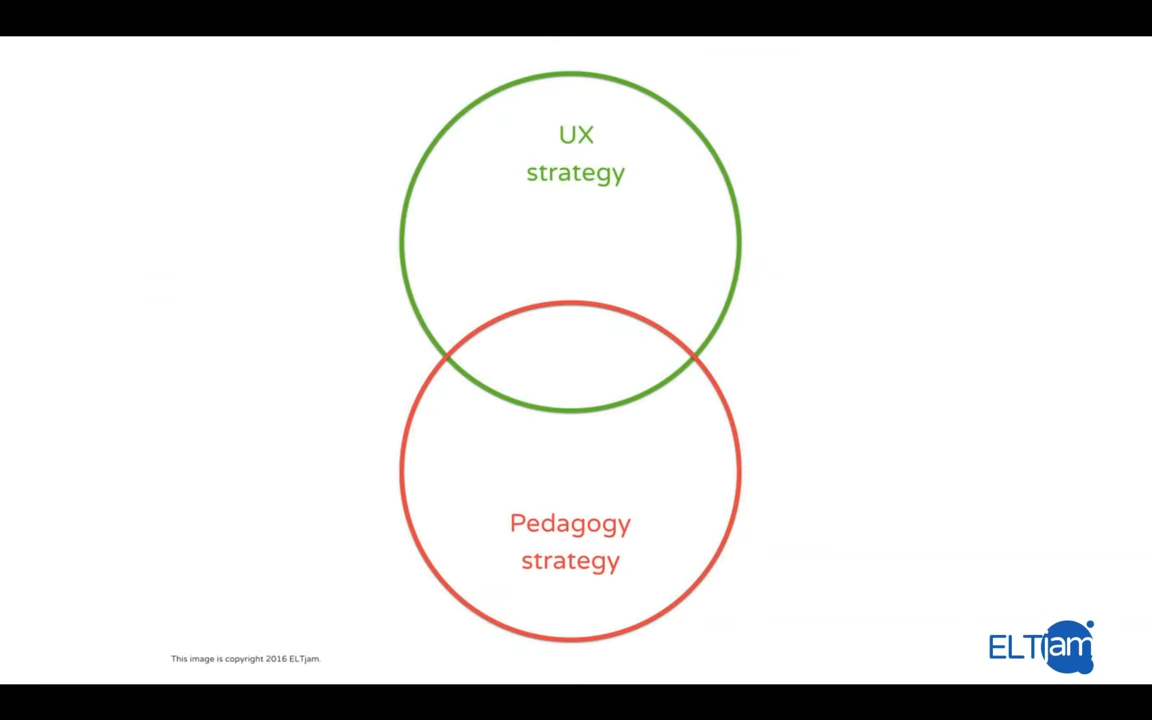 UX
strategy
Pedagogy
strategy
This image is copyright 2016 ELTjam.
ELTjam